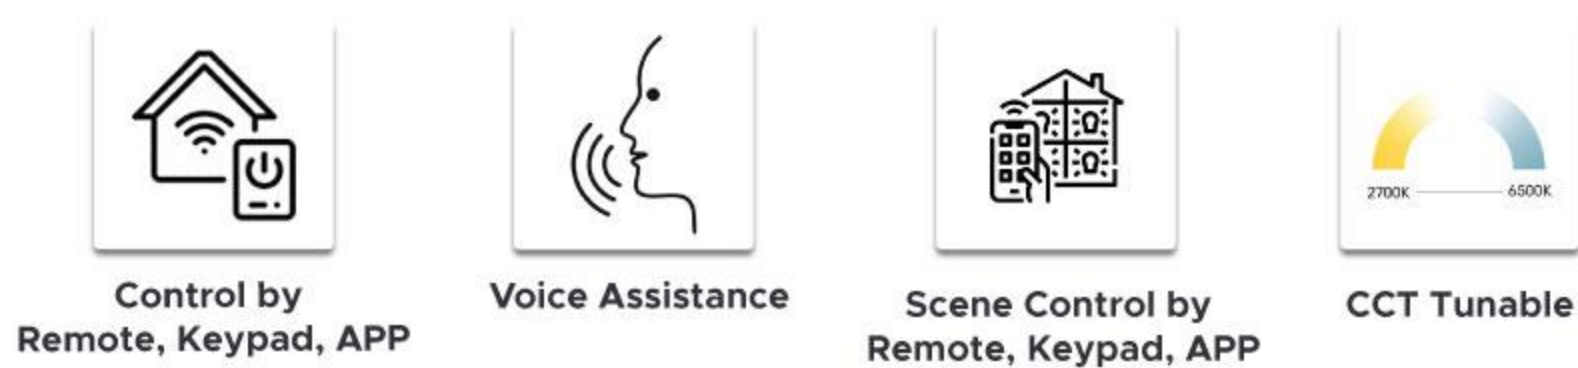 2700K 6500K
Control by
Remote, Keypad, APP
Voice Assistance
Scene Control by
Remote, Keypad, APP
CCT Tunable